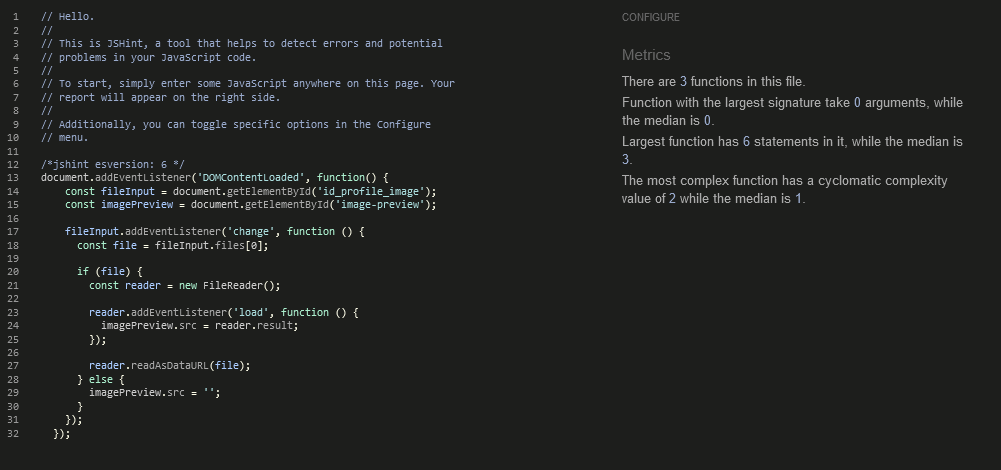 1 // Hello.
2 //
3 // This is JSHint, a tool that helps to detect errors and potential
4 // problems in your JavaScript code.
5 //
6 // To start, simply enter some JavaScript anywhere on this page. Your
7 // report will appear on the right side.
8 //
9 // Additionally, you can toggle specific options in the Configure
10 // menu.
11
12 /*jshint esversion: 6 */
13 document.addEventListener('DOMContentLoaded', function() {
14 const fileInput = document.getElementById('id_profile_image');
15 const imagePreview = document.getElementById('image-preview');
16
17 fileInput.addEventListener('change', function () {
18 const file = fileInput.files[0];
19
20 if (file) {
21 const reader = new FileReader();
22
23 reader.addEventListener('load', function () {
24 imagePreview.src = reader.result;
25 });
26
27 reader.readAsDataURL(file);
28 } else {
29 imagePreview.src = '';
30 }
31 });
32 });
CONFIGURE
Metrics
There are 3 functions in this file.
Function with the largest signature take 0 arguments, while
the median is 0.
Largest function has 6 statements in it, while the median is
3.
The most complex function has a cyclomatic complexity
value of 2 while the median is 1.